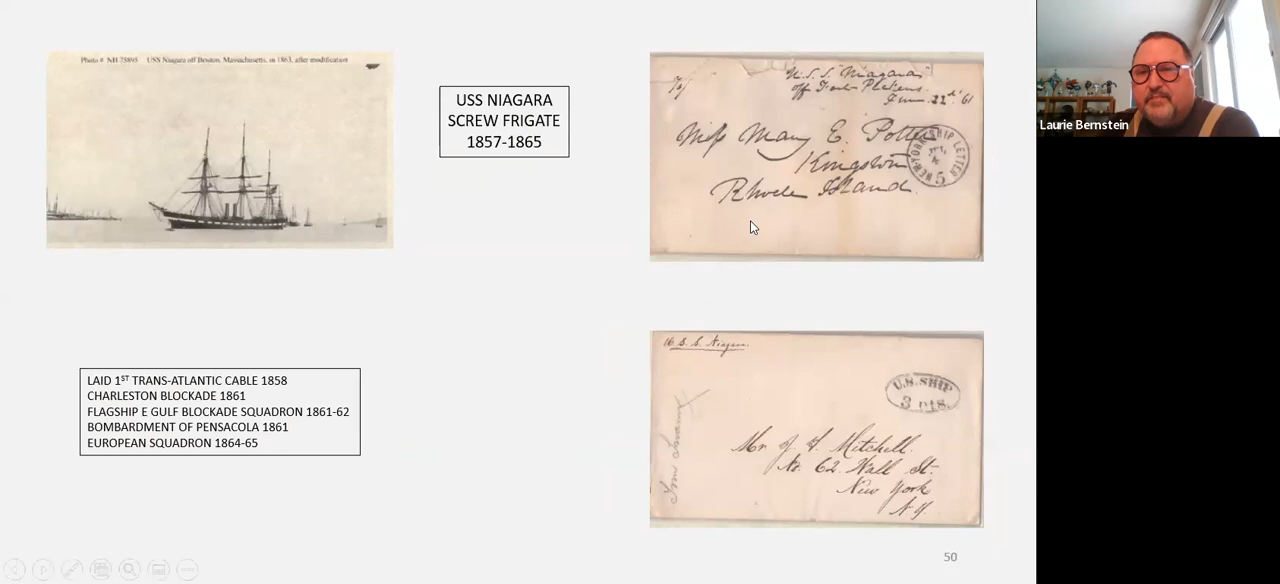 Photo # NH 75895 USS Niagara off Boston, Massachusetts, in 1863, after modification
USS NIAGARA
SCREW FRIGATE
1857-1865
To/
U.S.S. "Niagara"
off Fort Pickens
June 22d '61
Miss Mary E. Potter
Kingston
Rhode Island.
NEW-YORK SHIP LETTER
5
LAID 1ST TRANS-ATLANTIC CABLE 1858
CHARLESTON BLOCKADE 1861
FLAGSHIP E GULF BLOCKADE SQUADRON 1861-62
BOMBARDMENT OF PENSACOLA 1861
EUROPEAN SQUADRON 1864-65
U.S.S. Niagara.
U.S. SHIP
3 cts.
Mitchell.
No. 62 Wall St.
New York
N.Y.
50
Laurie Bernstein